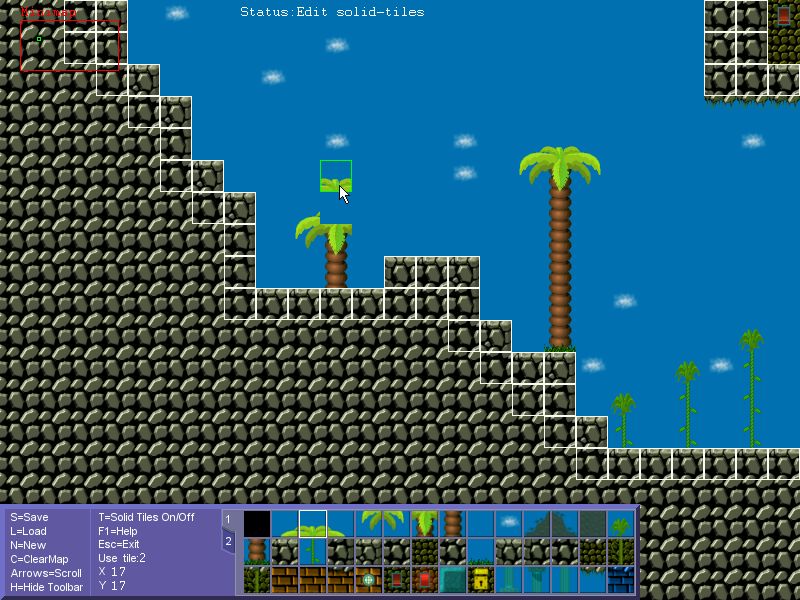 Minimap
Status:Edit solid-tiles
S=Save
L=Load
N=New
C=ClearMap
Arrows=Scroll
H=Hide Toolbar
T=Solid Tiles On/Off
F1=Help
Esc=Exit
Use tile:2
X 17
Y 17
1
2